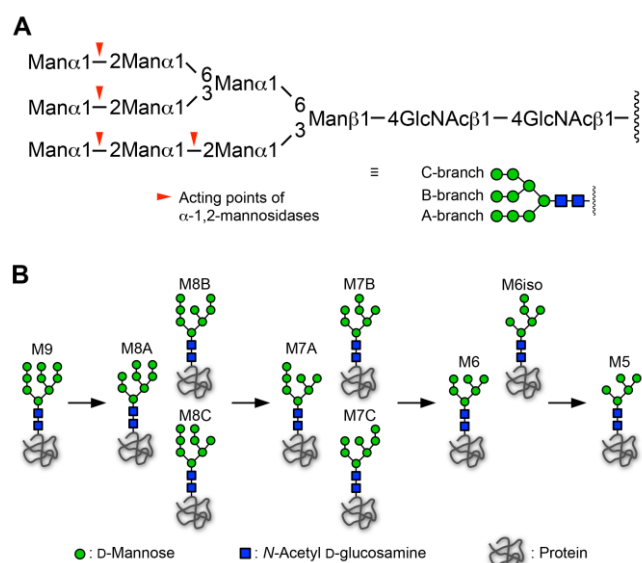 A
Manα1—2Manα1
6
Manα1
3
Manα1—2Manα1
6
Manβ1—4GlcNAcβ1—4GlcNAcβ1—
3
Manα1—2Manα1—2Manα1
≡
C-branch
B-branch
A-branch
Acting points of
α-1,2-mannosidases
B
M9
M8A
M8B
M8C
M7A
M7B
M7C
M6
M6iso
M5
: D-Mannose
: N-Acetyl D-glucosamine
: Protein